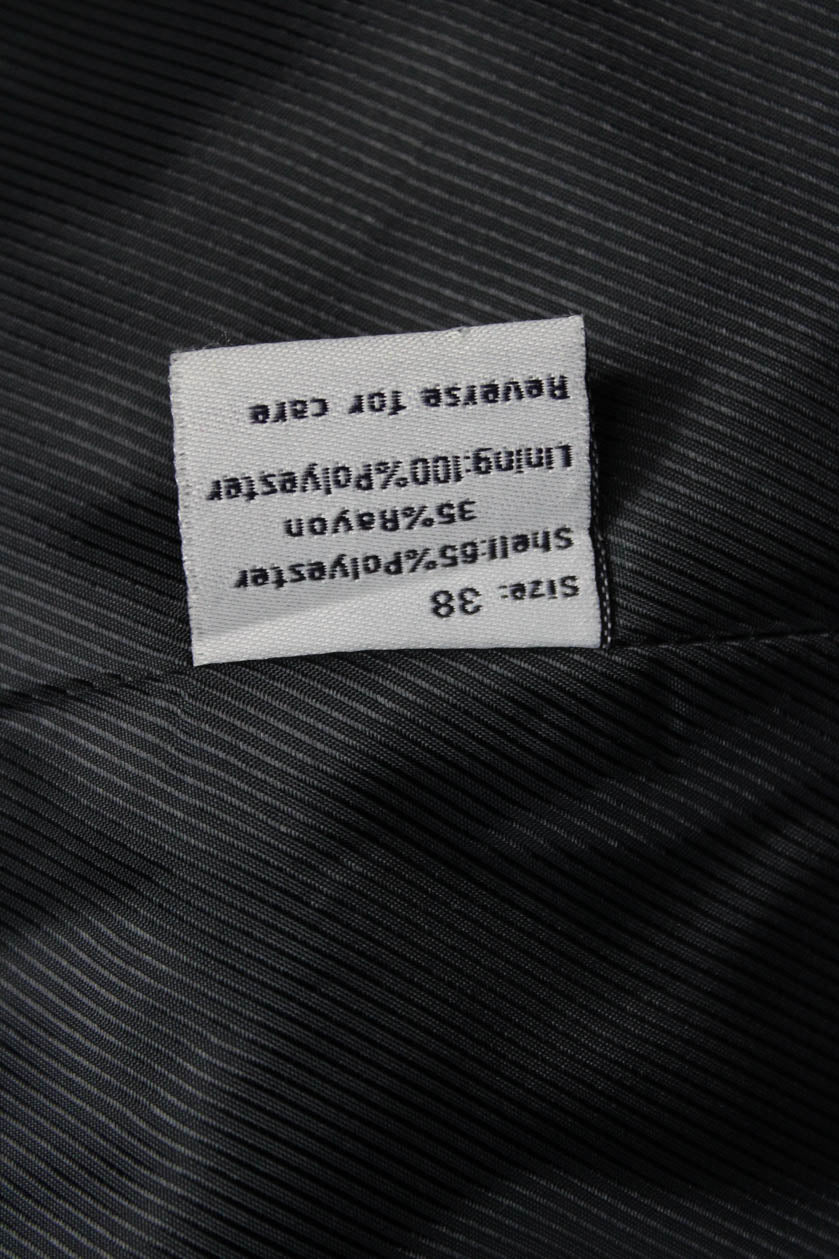 Size: 38
Shell:65%Polyester
35%Rayon
Lining:100%Polyester
Reverse for care